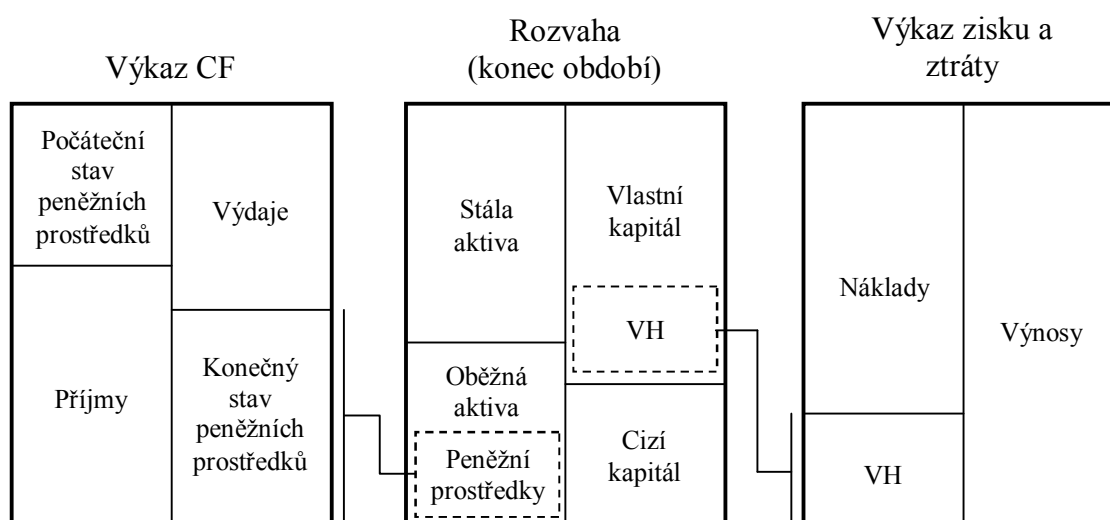 Výkaz CF
Počáteční
stav
peněžních
prostředků
Výdaje
Příjmy
Konečný
stav
peněžních
prostředků
Rozvaha
(konec období)
Stála
aktiva
Vlastní
kapitál
VH
Oběžná
aktiva
Peněžní
prostředky
Cizí
kapitál
Výkaz zisku a
ztráty
Náklady
Výnosy
VH